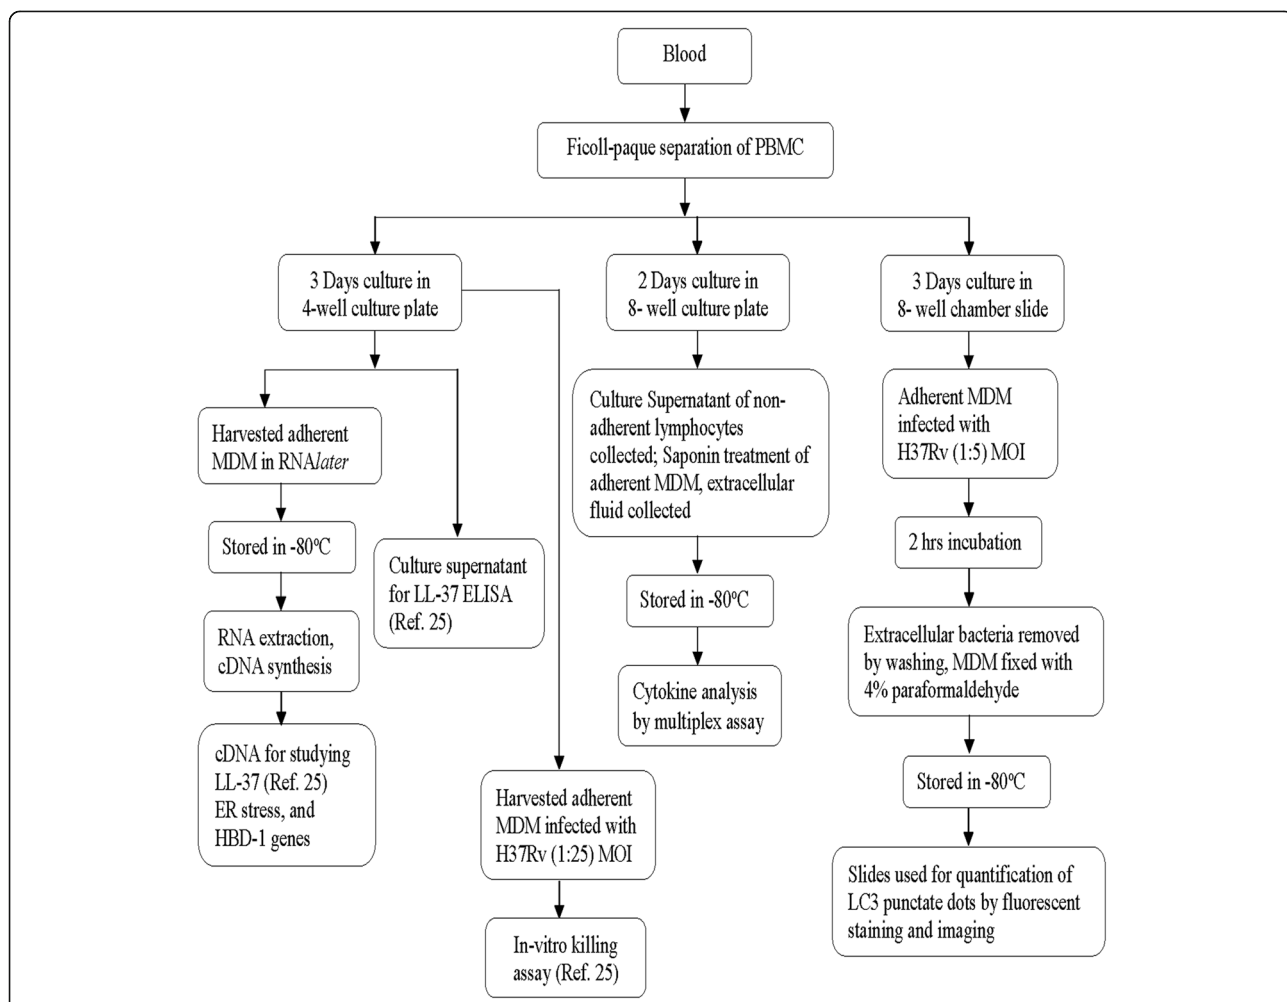 Blood
Ficoll-paque separation of PBMC
3 Days culture in
4-well culture plate
2 Days culture in
8- well culture plate
3 Days culture in
8- well chamber slide
Harvested adherent
MDM in RNAlater
Stored in -80°C
RNA extraction,
cDNA synthesis
cDNA for studying
LL-37 (Ref. 25)
ER stress, and
HBD-1 genes
Culture supernatant
for LL-37 ELISA
(Ref. 25)
Harvested adherent
MDM infected with
H37Rv (1:25) MOI
In-vitro killing
assay (Ref. 25)
Culture Supernatant of non-
adherent lymphocytes
collected; Saponin treatment of
adherent MDM, extracellular
fluid collected
Stored in -80°C
Cytokine analysis
by multiplex assay
Adherent MDM
infected with
H37Rv (1:5) MOI
2 hrs incubation
Extracellular bacteria removed
by washing, MDM fixed with
4% paraformaldehyde
Stored in -80°C
Slides used for quantification of
LC3 punctate dots by fluorescent
staining and imaging